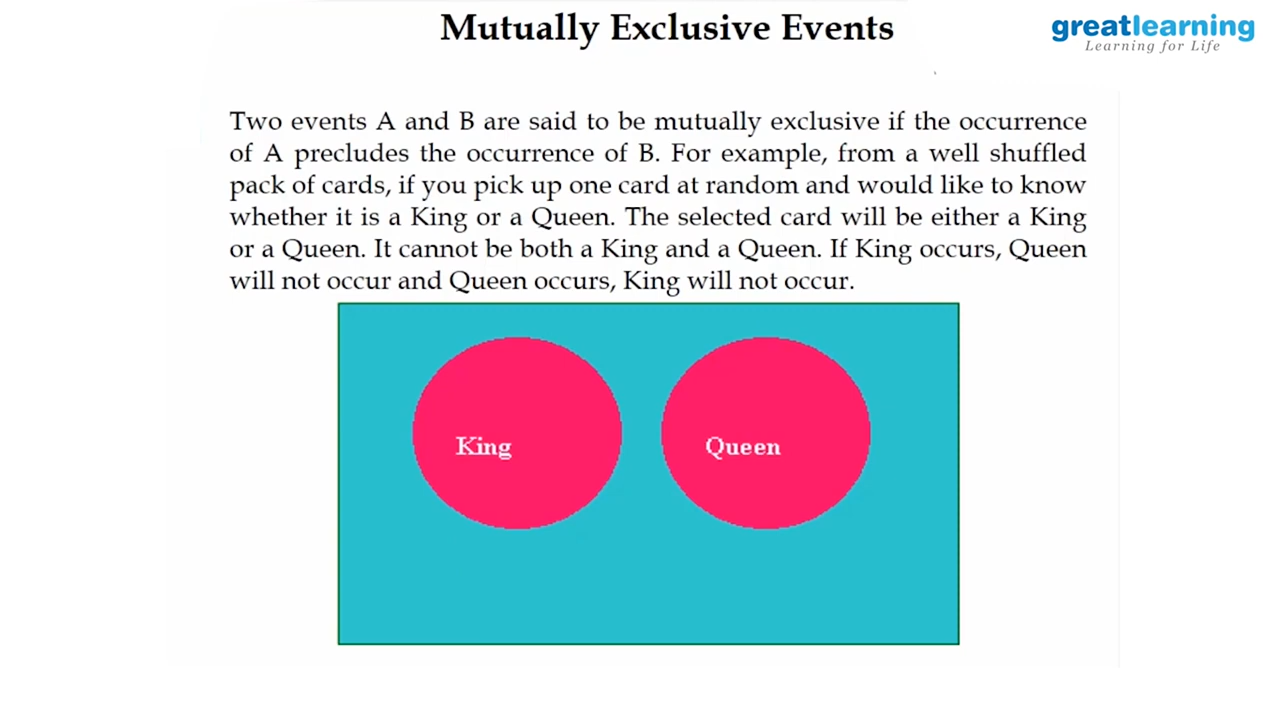 Mutually Exclusive Events
greatlearning
Learning for Life
Two events A and B are said to be mutually exclusive if the occurrence
of A precludes the occurrence of B. For example, from a well shuffled
pack of cards, if you pick up one card at random and would like to know
whether it is a King or a Queen. The selected card will be either a King
or a Queen. It cannot be both a King and a Queen. If King occurs, Queen
will not occur and Queen occurs, King will not occur.
King
Queen